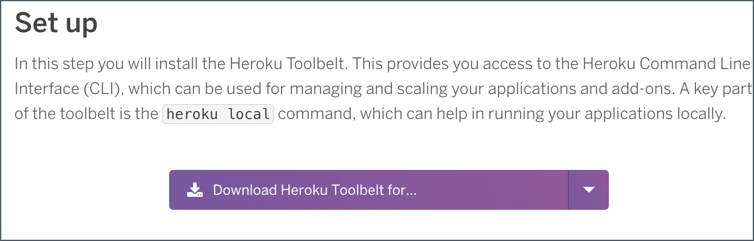 Set up
In this step you will install the Heroku Toolbelt. This provides you access to the Heroku Command Line
Interface (CLI), which can be used for managing and scaling your applications and add-ons. A key part
of the toolbelt is the heroku local command, which can help in running your applications locally.
Download Heroku Toolbelt for...